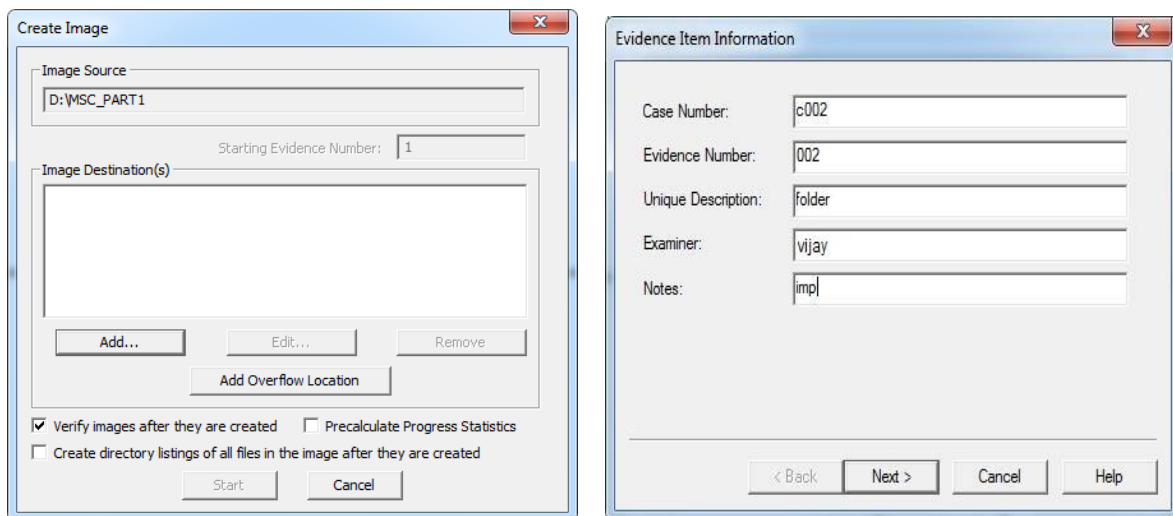 Create Image
x
Image Source
D:\MSC_PART1
Starting Evidence Number: 1
Image Destination(s)
Add... Edit... Remove
Add Overflow Location
Verify images after they are created Precalculate Progress Statistics
Create directory listings of all files in the image after they are created
Start Cancel
Evidence Item Information
x
Case Number: c002
Evidence Number: 002
Unique Description: folder
Examiner: vijay
Notes: imp
< Back Next > Cancel Help